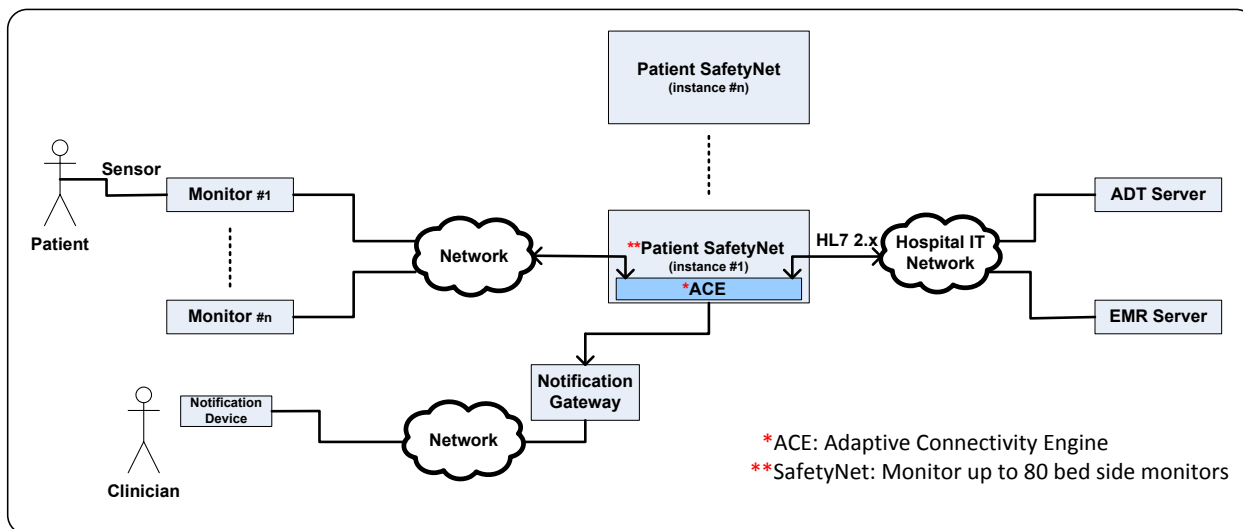 Patient SafetyNet
(instance #n)
Sensor
Monitor #1
Patient
Network
Monitor #n
**Patient SafetyNet
(instance #1)
*ACE
HL7 2.x
Hospital IT
Network
ADT Server
EMR Server
Notification
Gateway
Notification
Device
Network
Clinician
*ACE: Adaptive Connectivity Engine
**SafetyNet: Monitor up to 80 bed side monitors